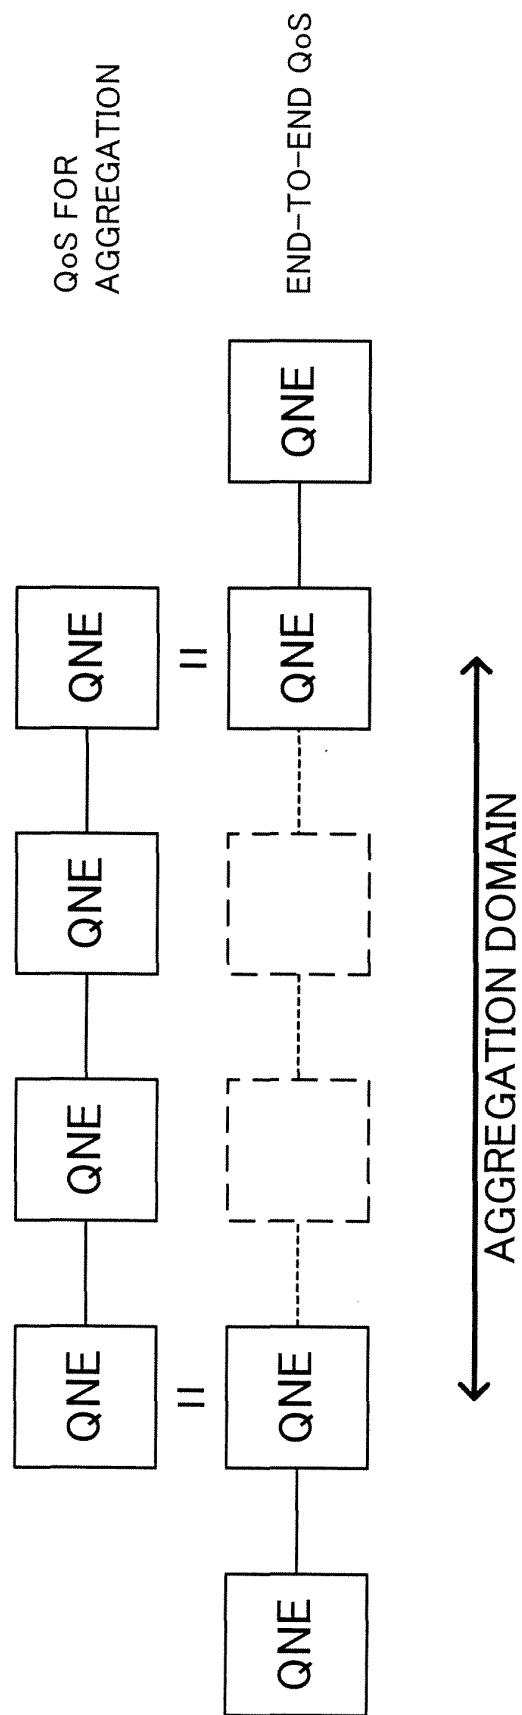 QNE
QNE
QNE
QNE
QoS FOR
AGGREGATION
=
=
QNE
QNE
QNE
QNE
END-TO-END QoS
AGGREGATION DOMAIN